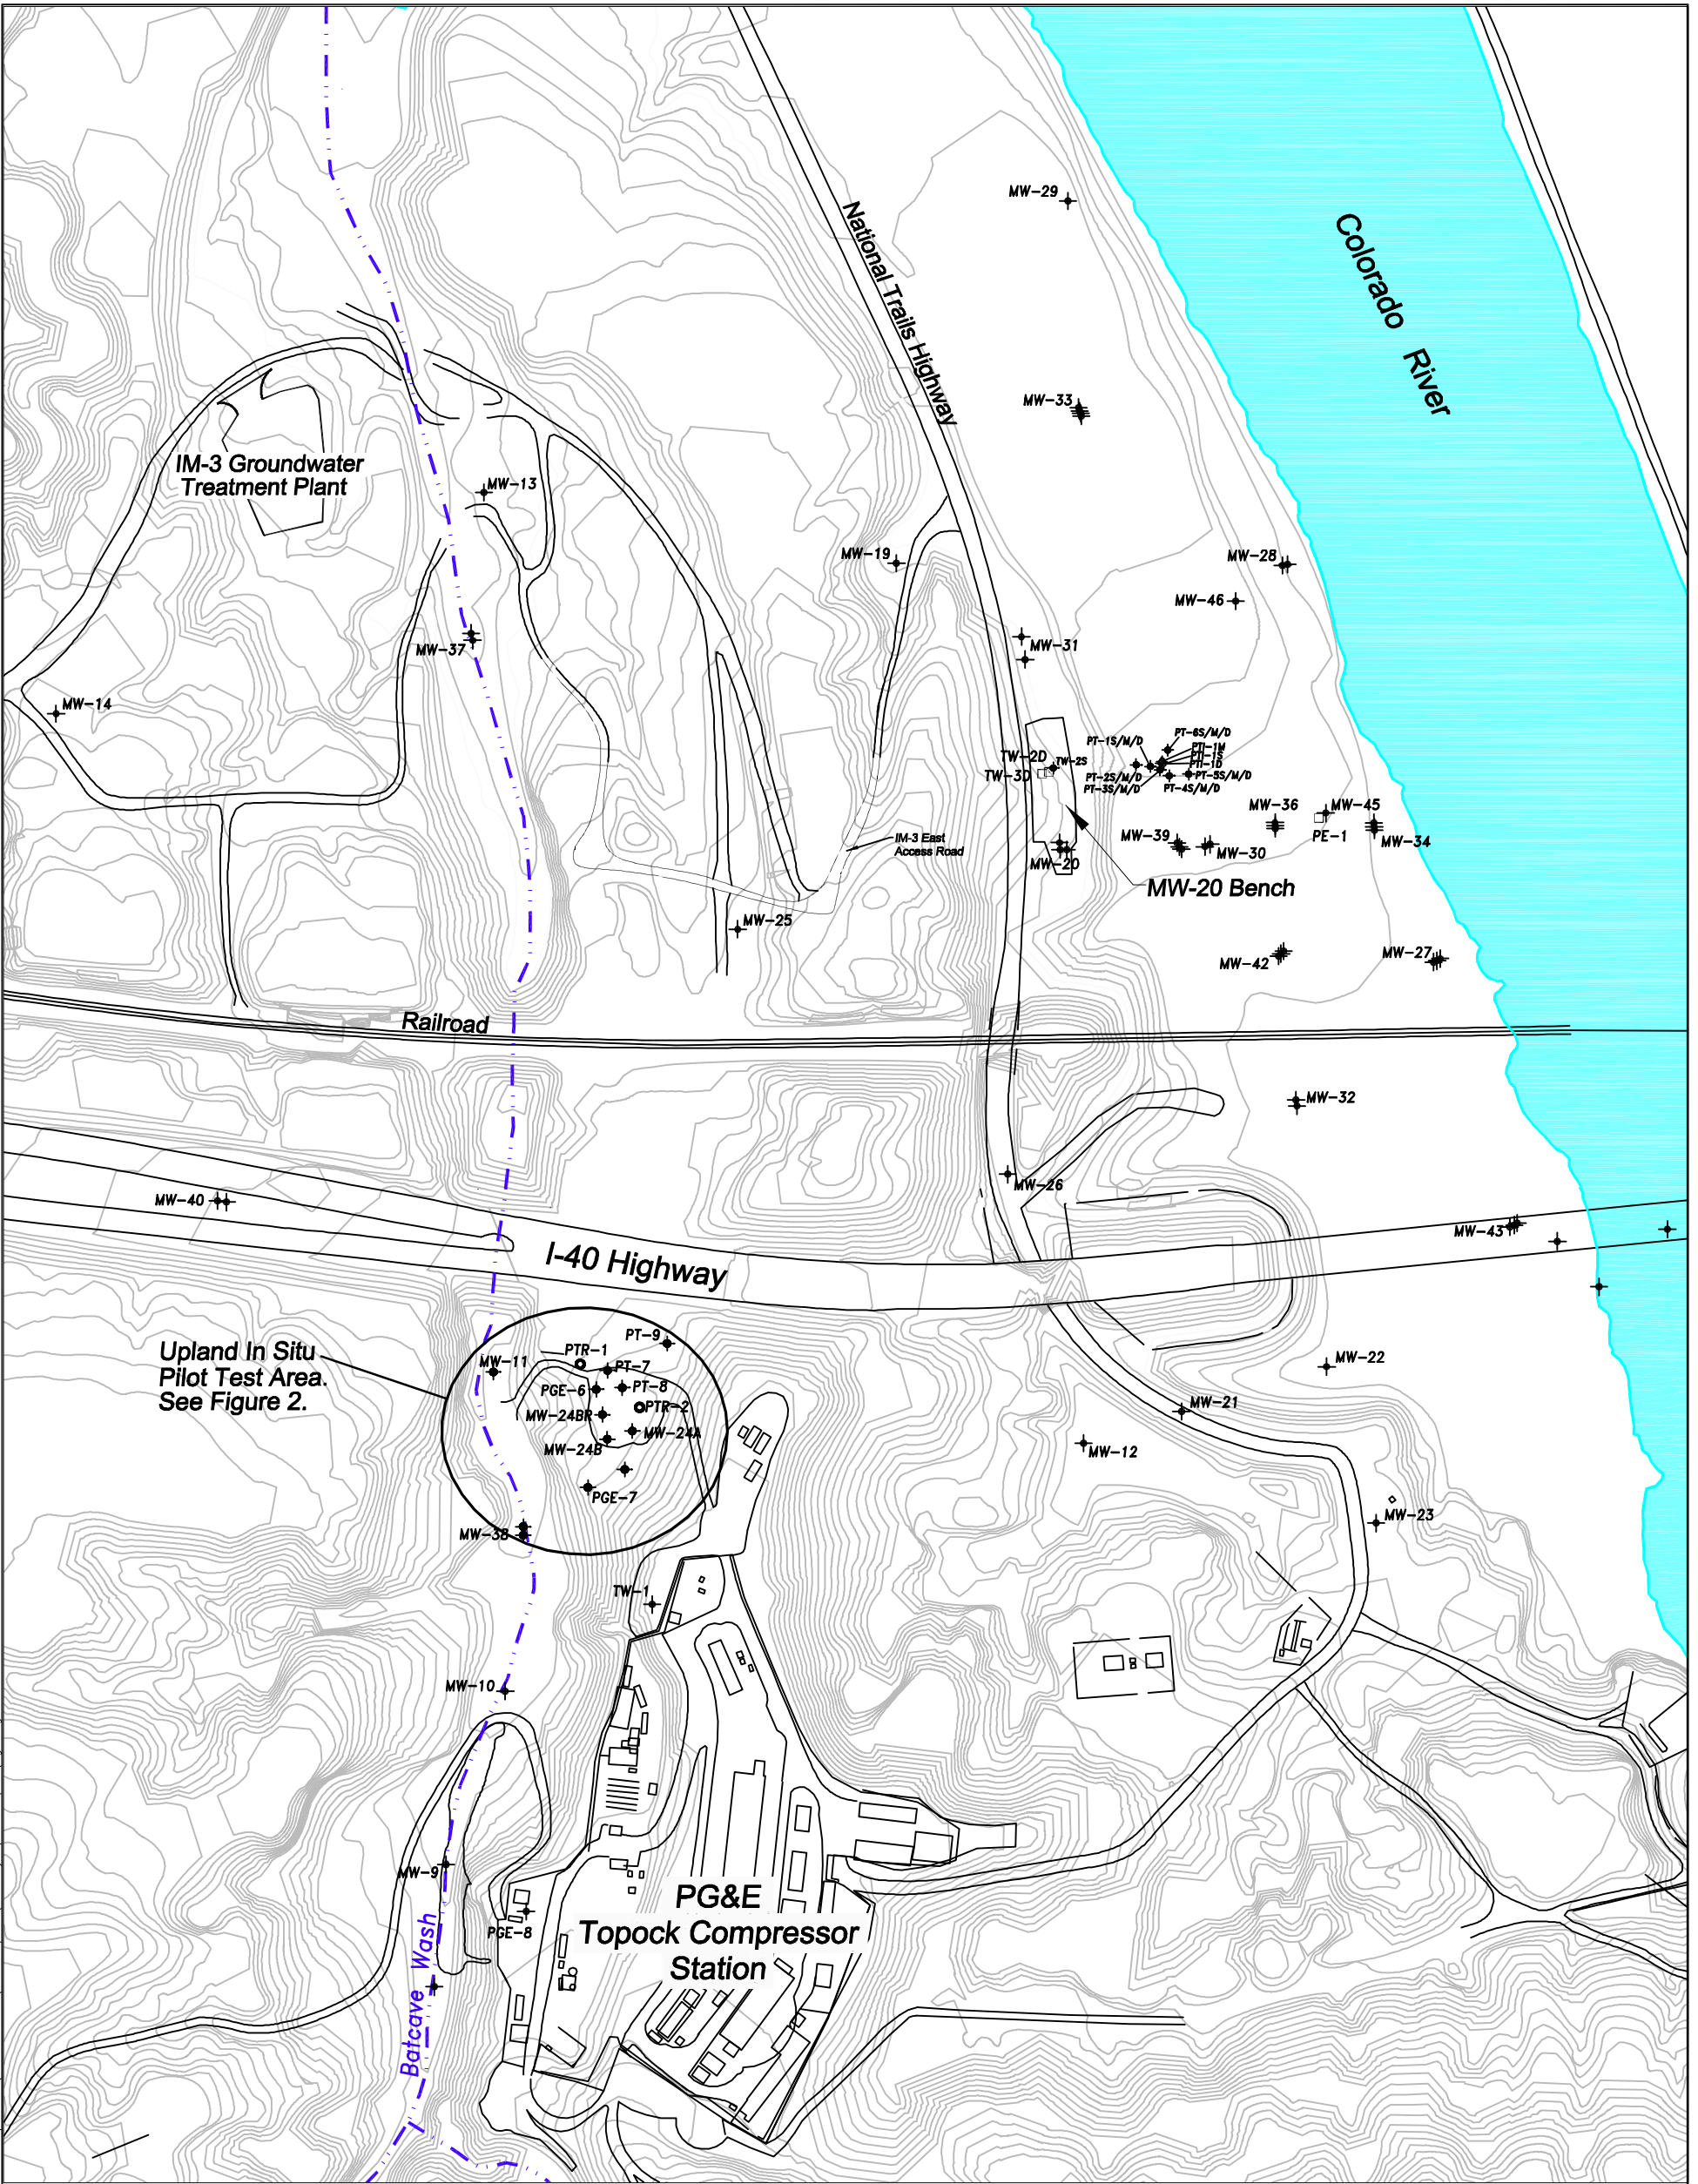 MW-29
National Trails Highway
Colorado River
MW-33
IM-3 Groundwater
Treatment Plant
MW-13
MW-19
MW-28
MW-46
MW-31
MW-37
MW-14
PT-6S/M/D
PT-1S/M/D
PTI-1M
PTI-1S
PTI-1D
TW-2D
TW-2S
TW-3D
PT-2S/M/D
PT-5S/M/D
PT-3S/M/D
PT-4S/M/D
MW-36
MW-45
PE-1
MW-34
MW-39
MW-30
IM-3 East
Access Road
MW-20
MW-20 Bench
MW-25
MW-42
MW-27
Railroad
MW-32
MW-26
MW-40
MW-43
I-40 Highway
Upland In Situ
Pilot Test Area.
See Figure 2.
PT-9
PTR-1
MW-11
PT-7
PGE-6
PT-8
PTR-2
MW-24BR
MW-24A
MW-24B
PGE-7
MW-38
MW-22
MW-21
MW-12
MW-23
TW-1
MW-10
MW-9
PGE-8
PG&E
Topock Compressor
Station
Batcave Wash